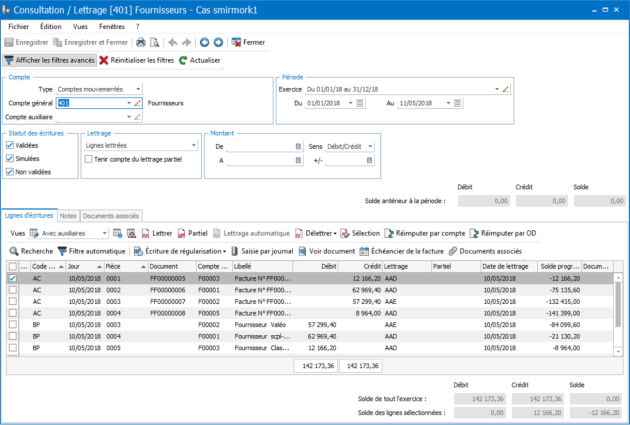 Consultation / Lettrage [401] Fournisseurs - Cas smirmork1
Fichier Édition Vues Fenêtres ?
Enregistrer Enregistrer et Fermer Fermer
Afficher les filtres avancés Réinitialiser les filtres Actualiser
Compte Période
Type Comptes mouvementés Exercice Du 01/01/18 au 31/12/18
Compte général 401 Fournisseurs Du 01/01/2018 Au 11/05/2018
Compte auxiliaire
Statut des écritures Lettrage Montant
Validées Lignes lettrées De Sens Débit/Crédit
Simulées Tenir compte du lettrage partiel A +/-
Non validées
Débit Crédit Solde
Solde antérieur à la période : 0,00 0,00 0,00
Lignes d'écritures Notes Documents associés
Vues Avec auxiliaires Lettrer Partiel Lettrage automatique Délettrer Sélection Réimputer par compte Réimputer par OD
Recherche Filtre automatique Écriture de régularisation Saisie par journal Voir document Échéancier de la facture Documents associés
... Code ... Jour Pièce Document Compte ... Libellé Débit Crédit Lettrage Partiel Date de lettrage Solde progr... Docum...
AC 10/05/2018 0001 FF00000005 F00003 Facture N° FF000... 12 166,20 AAD 10/05/2018 -12 166,20
AC 10/05/2018 0002 FF00000006 F00001 Facture N° FF000... 62 969,40 AAD 10/05/2018 -75 135,60
AC 10/05/2018 0003 FF00000007 F00002 Facture N° FF000... 57 299,40 AAE 10/05/2018 -132 435,00
AC 10/05/2018 0004 FF00000008 F00005 Facture N° FF000... 8 964,00 AAD 10/05/2018 -141 399,00
BP 10/05/2018 0003 F00002 Fournisseur Valéo 57 299,40 AAE 10/05/2018 -84 099,60
BP 10/05/2018 0004 F00001 Fournisseur scpl-... 62 969,40 AAD 10/05/2018 -21 130,20
BP 10/05/2018 0005 F00003 Fournisseur Clas... 12 166,20 AAD 10/05/2018 -8 964,00
142 173,36 142 173,36
Débit Crédit Solde
Solde de tout l'exercice : 142 173,36 142 173,36 0,00
Solde des lignes sélectionnées : 0,00 12 166,20 -12 166,20